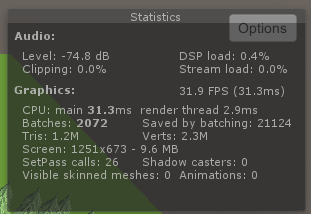 Statistics
Options
Audio:
Level: -74.8 dB DSP load: 0.4%
Clipping: 0.0% Stream load: 0.0%
Graphics: 31.9 FPS (31.3ms)
CPU: main 31.3ms render thread 2.9ms
Batches: 2072 Saved by batching: 21124
Tris: 1.2M Verts: 2.3M
Screen: 1251x673 - 9.6 MB
SetPass calls: 26 Shadow casters: 0
Visible skinned meshes: 0 Animations: 0